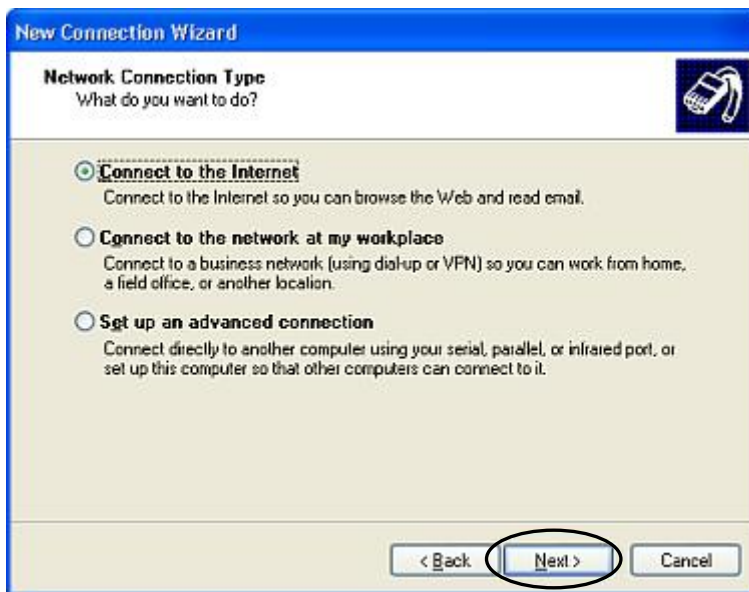 New Connection Wizard
Network Connection Type
What do you want to do?
Connect to the Internet
Connect to the Internet so you can browse the Web and read email.
Connect to the network at my workplace
Connect to a business network (using dial-up or VPN) so you can work from home,
a field office, or another location.
Set up an advanced connection
Connect directly to another computer using your serial, parallel, or infrared port, or
set up this computer so that other computers can connect to it.
< Back Next > Cancel